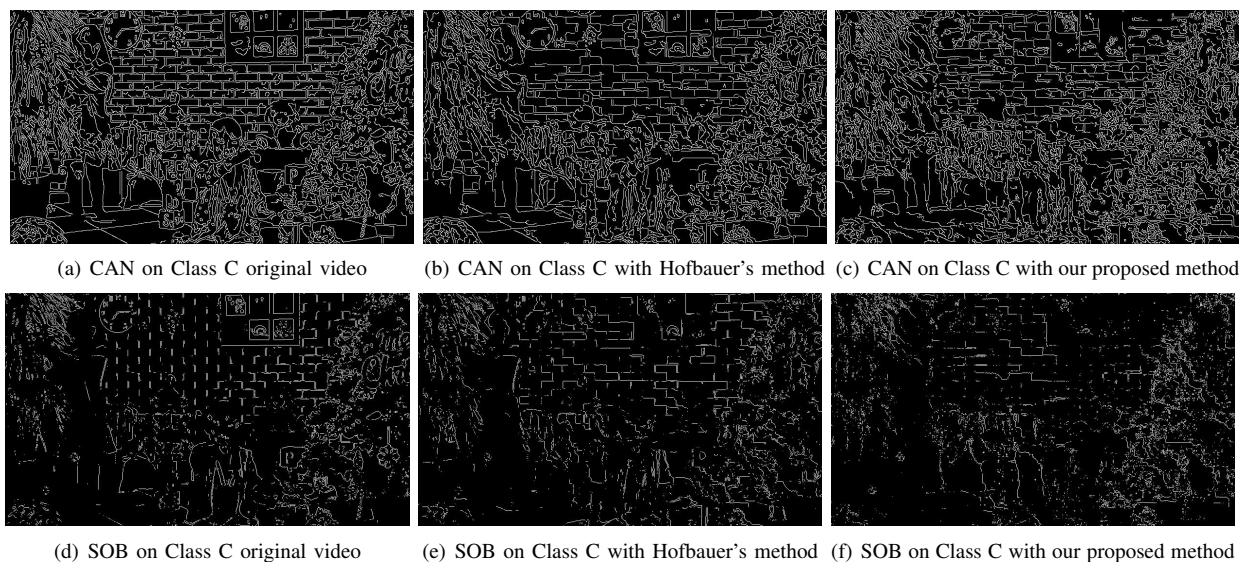 (a) CAN on Class C original video
(b) CAN on Class C with Hofbauer's method
(c) CAN on Class C with our proposed method
P
(d) SOB on Class C original video
(e) SOB on Class C with Hofbauer's method
(f) SOB on Class C with our proposed method